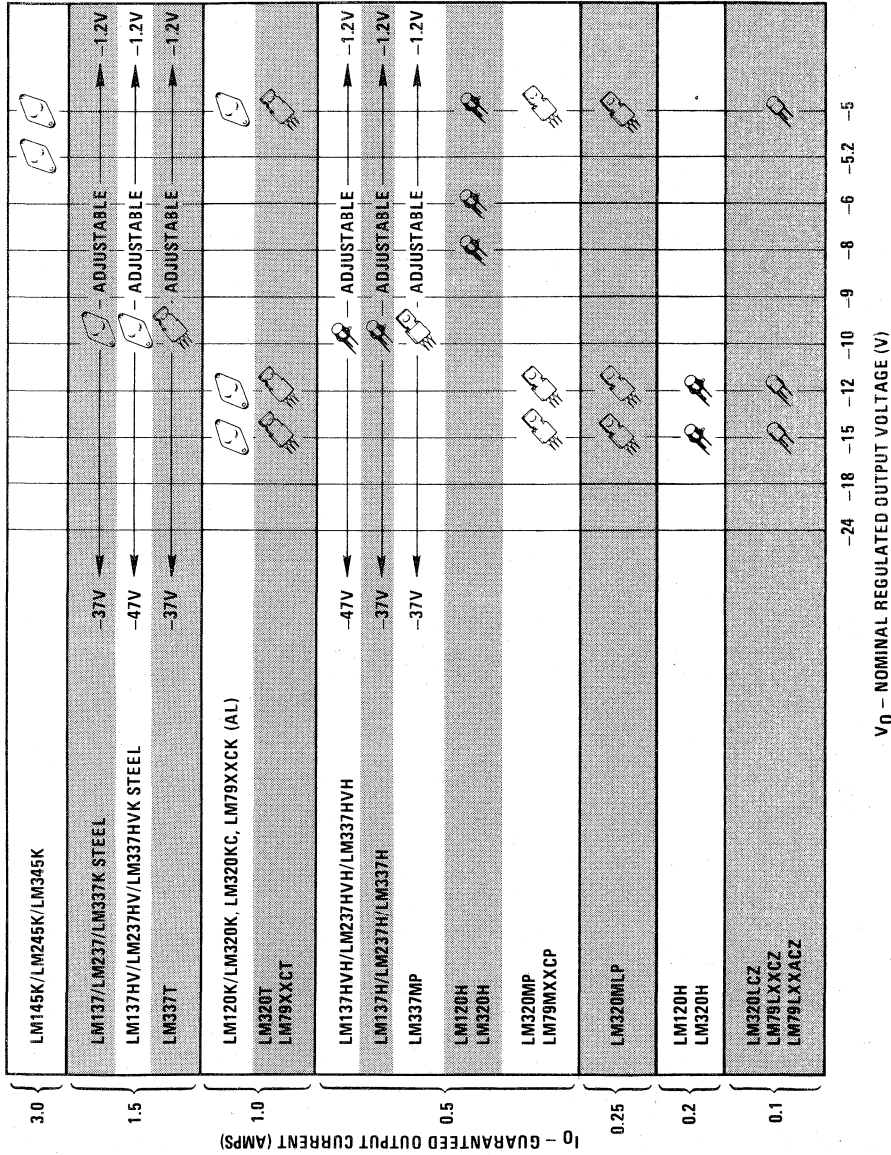 I₀ – GUARANTEED OUTPUT CURRENT (AMPS)
3.0
LM145K/LM245K/LM345K
1.5
LM137/LM237/LM337K STEEL
–37V
ADJUSTABLE
–1.2V
LM137HV/LM237HV/LM337HVK STEEL
–47V
ADJUSTABLE
–1.2V
LM337T
–37V
ADJUSTABLE
–1.2V
1.0
LM120K/LM320K, LM320KC, LM79XXCK (AL)
LM320T
LM79XXCT
0.5
LM137HVH/LM237HVH/LM337HVH
–47V
ADJUSTABLE
–1.2V
LM137H/LM237H/LM337H
–37V
ADJUSTABLE
–1.2V
LM337MP
–37V
ADJUSTABLE
–1.2V
LM120H
LM320H
LM320MP
LM79MXXCP
0.25
LM320MLP
0.2
LM120H
LM320H
0.1
LM320LCZ
LM79LXXCZ
LM79LXXACZ
–24 –18 –15 –12 –10 –9 –8 –6 –5.2 –5
V₀ – NOMINAL REGULATED OUTPUT VOLTAGE (V)